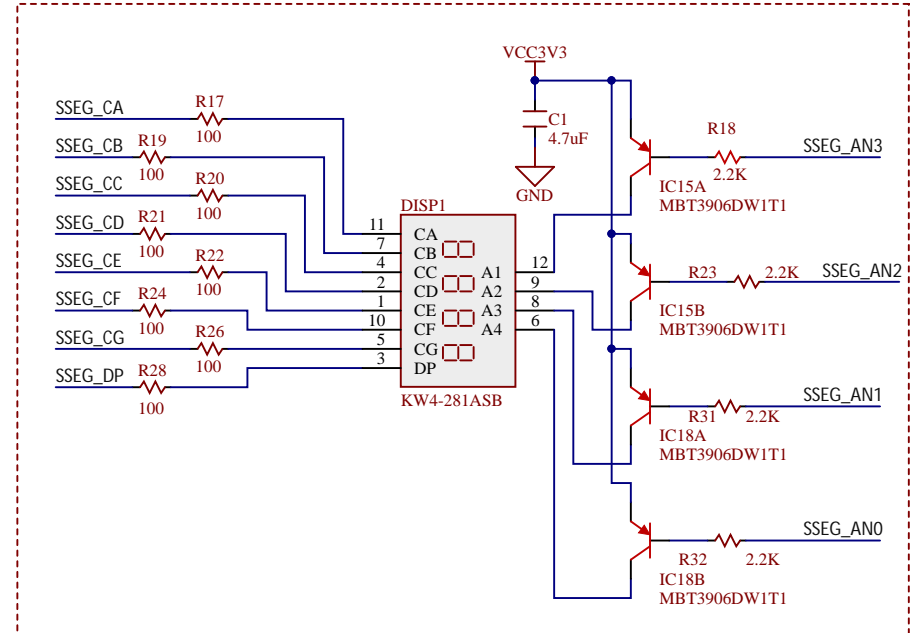 VCC3V3
C1
4.7uF
GND
SSEG_CA
R17
100
SSEG_CB
R19
100
SSEG_CC
R20
100
SSEG_CD
R21
100
SSEG_CE
R22
100
SSEG_CF
R24
100
SSEG_CG
R26
100
SSEG_DP
R28
100
DISP1
11
CA
7
CB
4
CC
2
CD
1
CE
10
CF
5
CG
3
DP
A1
12
A2
9
A3
8
A4
6
KW4-281ASB
R18
2.2K
SSEG_AN3
IC15A
MBT3906DW1T1
R23
2.2K
SSEG_AN2
IC15B
MBT3906DW1T1
R31
2.2K
SSEG_AN1
IC18A
MBT3906DW1T1
R32
2.2K
SSEG_AN0
IC18B
MBT3906DW1T1